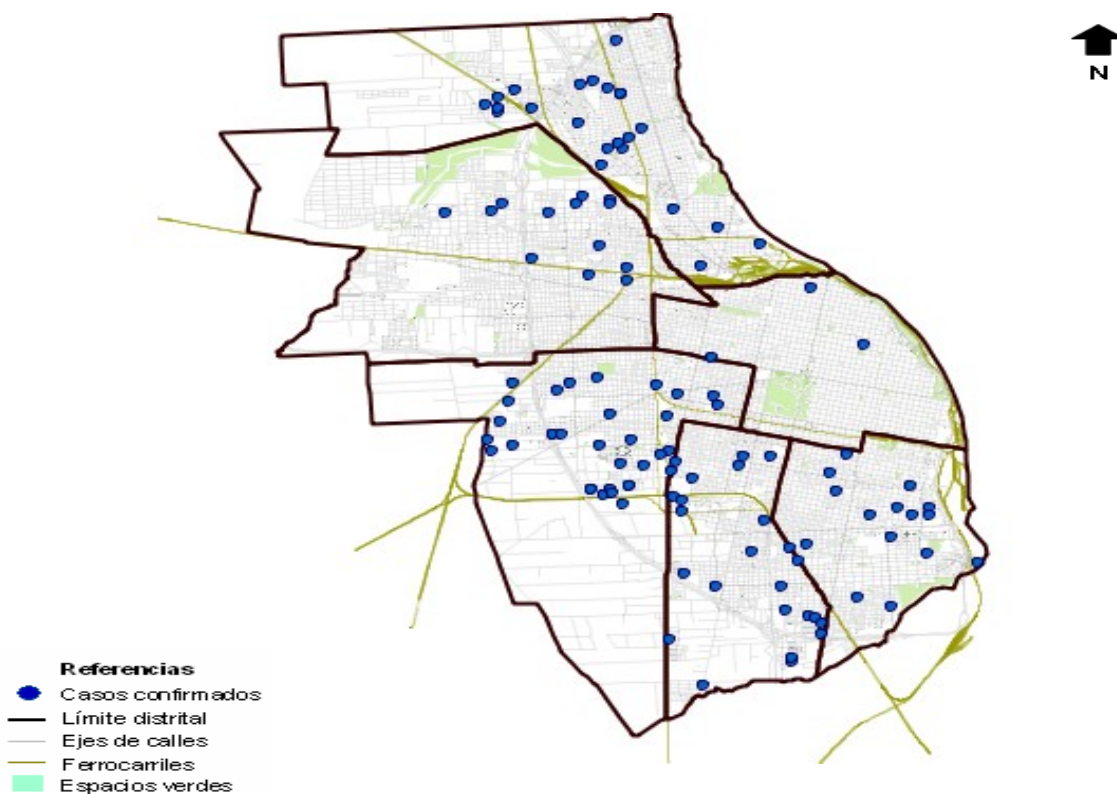 N
Referencias
Casos confirmados
Límite distrital
Ejes de calles
Ferrocarriles
Espacios verdes